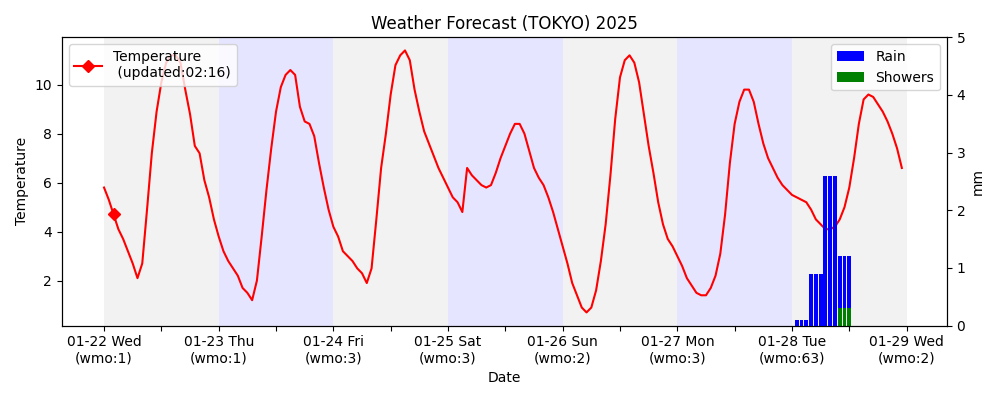 Weather Forecast (TOKYO) 2025
Temperature
(updated:02:16)
Rain
Showers
Temperature
10
8
6
4
2
5
4
3
2
1
0
mm
01-22 Wed
(wmo:1)
01-23 Thu
(wmo:1)
01-24 Fri
(wmo:3)
01-25 Sat
(wmo:3)
01-26 Sun
(wmo:2)
01-27 Mon
(wmo:3)
01-28 Tue
(wmo:63)
01-29 Wed
(wmo:2)
Date